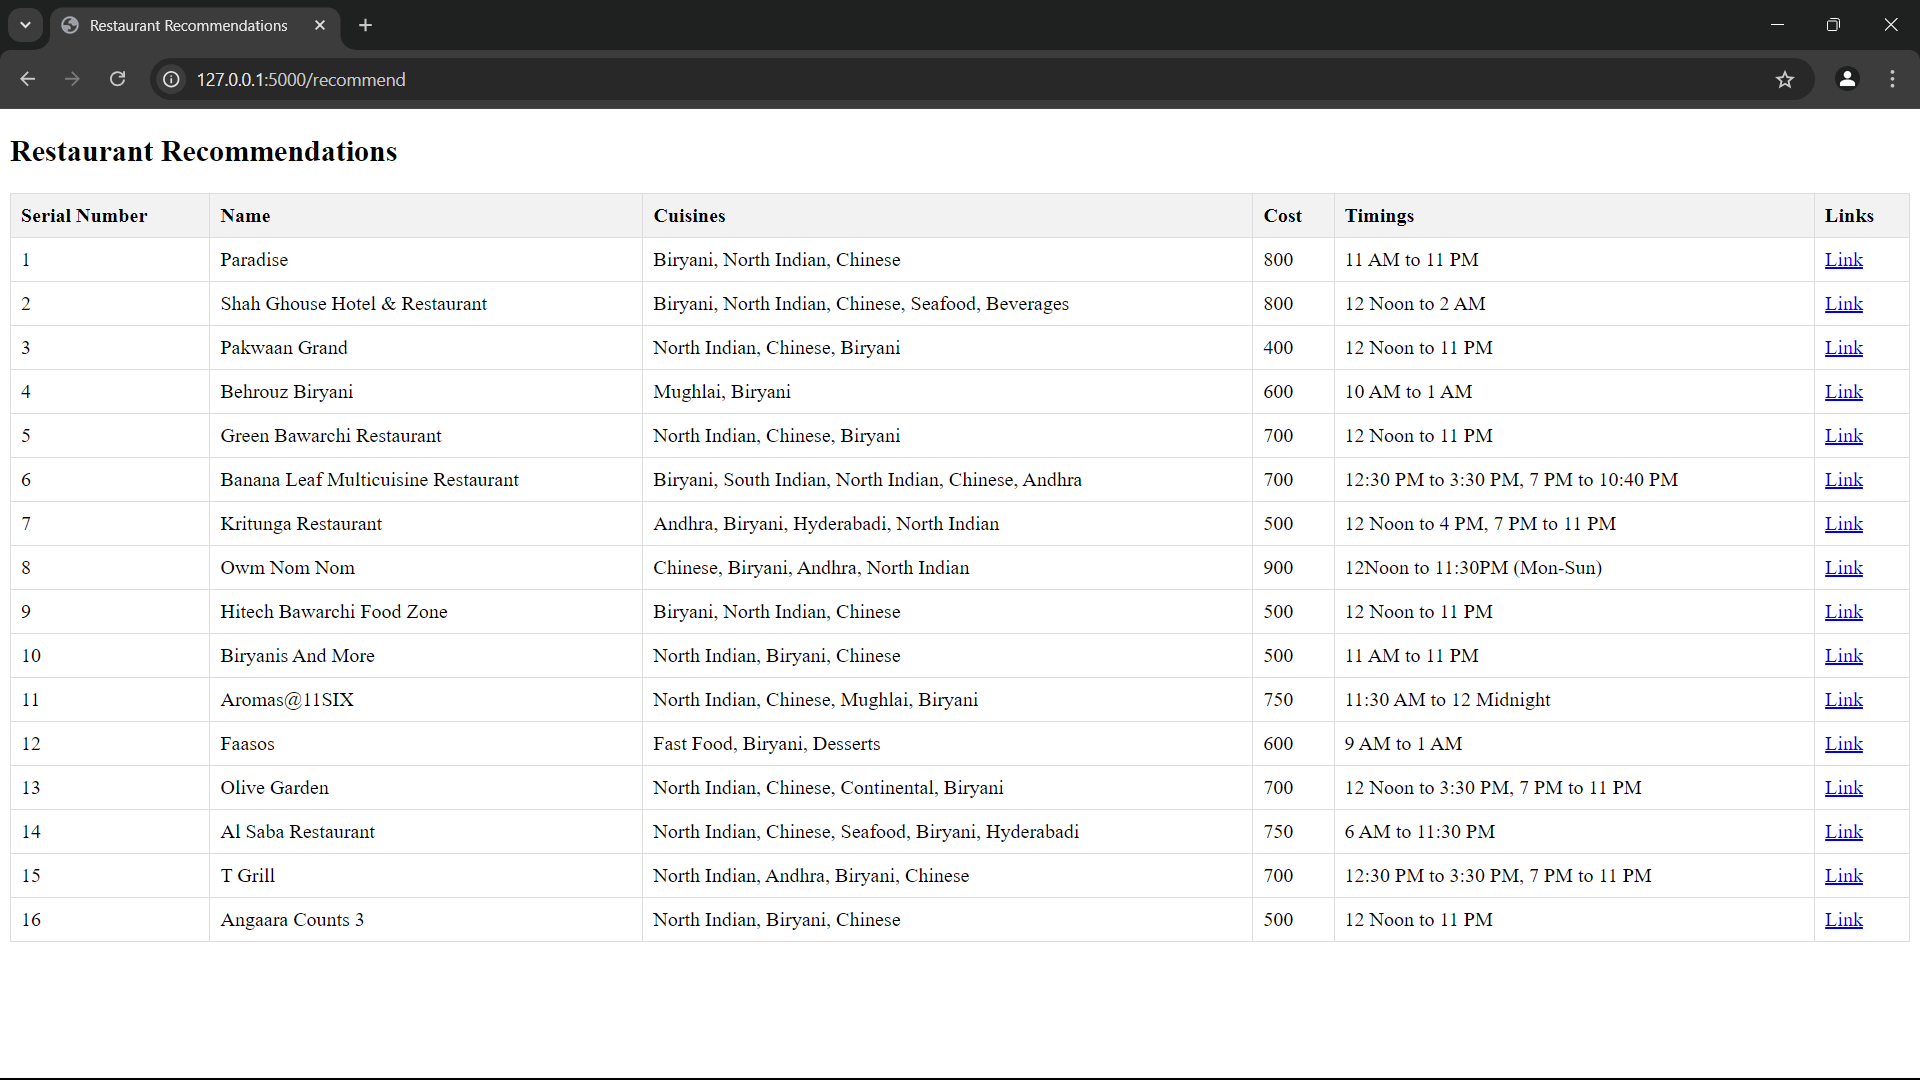 Restaurant Recommendations
127.0.0.1:5000/recommend
Restaurant Recommendations
Serial Number Name Cuisines Cost Timings Links
1 Paradise Biryani, North Indian, Chinese 800 11 AM to 11 PM Link
2 Shah Ghouse Hotel & Restaurant Biryani, North Indian, Chinese, Seafood, Beverages 800 12 Noon to 2 AM Link
3 Pakwaan Grand North Indian, Chinese, Biryani 400 12 Noon to 11 PM Link
4 Behrouz Biryani Mughlai, Biryani 600 10 AM to 1 AM Link
5 Green Bawarchi Restaurant North Indian, Chinese, Biryani 700 12 Noon to 11 PM Link
6 Banana Leaf Multicuisine Restaurant Biryani, South Indian, North Indian, Chinese, Andhra 700 12:30 PM to 3:30 PM, 7 PM to 10:40 PM Link
7 Kritunga Restaurant Andhra, Biryani, Hyderabadi, North Indian 500 12 Noon to 4 PM, 7 PM to 11 PM Link
8 Owm Nom Nom Chinese, Biryani, Andhra, North Indian 900 12Noon to 11:30PM (Mon-Sun) Link
9 Hitech Bawarchi Food Zone Biryani, North Indian, Chinese 500 12 Noon to 11 PM Link
10 Biryanis And More North Indian, Biryani, Chinese 500 11 AM to 11 PM Link
11 Aromas@11SIX North Indian, Chinese, Mughlai, Biryani 750 11:30 AM to 12 Midnight Link
12 Faasos Fast Food, Biryani, Desserts 600 9 AM to 1 AM Link
13 Olive Garden North Indian, Chinese, Continental, Biryani 700 12 Noon to 3:30 PM, 7 PM to 11 PM Link
14 Al Saba Restaurant North Indian, Chinese, Seafood, Biryani, Hyderabadi 750 6 AM to 11:30 PM Link
15 T Grill North Indian, Andhra, Biryani, Chinese 700 12:30 PM to 3:30 PM, 7 PM to 11 PM Link
16 Angaara Counts 3 North Indian, Biryani, Chinese 500 12 Noon to 11 PM Link